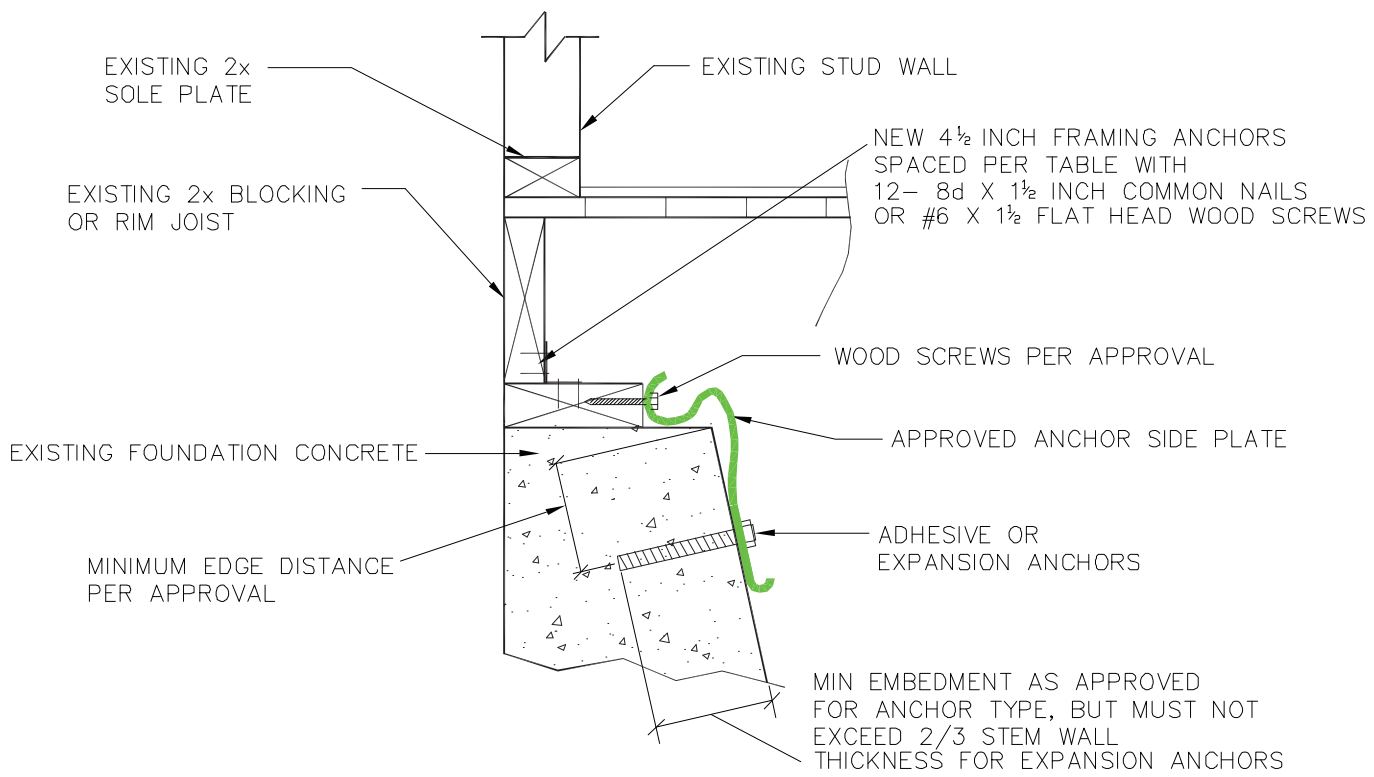 EXISTING 2x
SOLE PLATE
EXISTING STUD WALL
NEW 4½ INCH FRAMING ANCHORS
SPACED PER TABLE WITH
12– 8d X 1½ INCH COMMON NAILS
OR #6 X 1½ FLAT HEAD WOOD SCREWS
EXISTING 2x BLOCKING
OR RIM JOIST
WOOD SCREWS PER APPROVAL
APPROVED ANCHOR SIDE PLATE
EXISTING FOUNDATION CONCRETE
ADHESIVE OR
EXPANSION ANCHORS
MINIMUM EDGE DISTANCE
PER APPROVAL
MIN EMBEDMENT AS APPROVED
FOR ANCHOR TYPE, BUT MUST NOT
EXCEED 2/3 STEM WALL
THICKNESS FOR EXPANSION ANCHORS